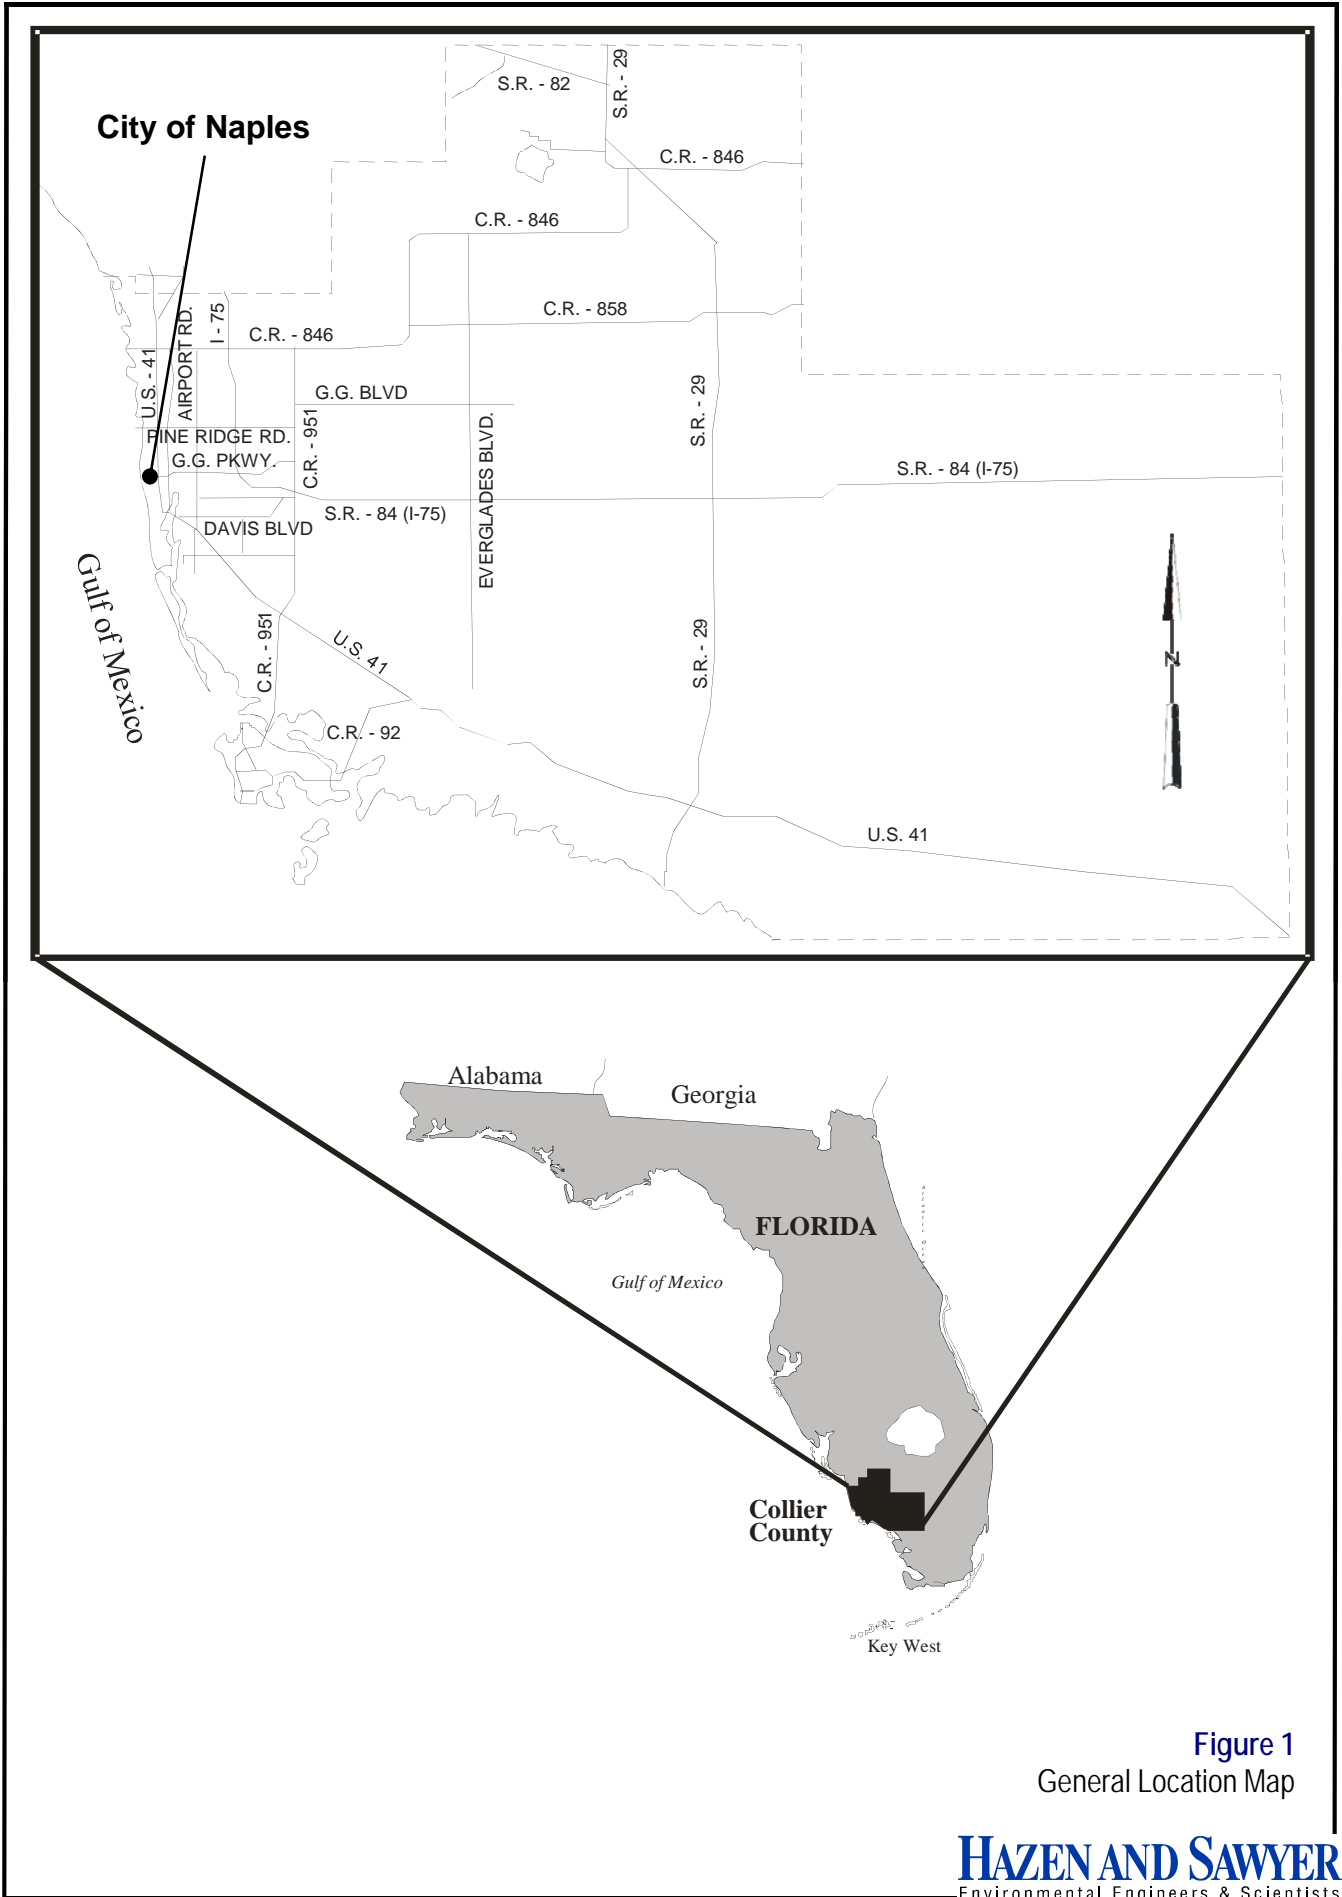 S.R. - 82
S.R. - 29
City of Naples
C.R. - 846
C.R. - 846
C.R. - 858
I - 75
AIRPORT RD.
C.R. - 846
U.S. - 41
G.G. BLVD
S.R. - 29
C.R. - 951
EVERGLADES BLVD.
PINE RIDGE RD.
G.G. PKWY.
S.R. - 84 (I-75)
S.R. - 84 (I-75)
DAVIS BLVD
Gulf of Mexico
C.R. - 951
U.S. 41
S.R. - 29
N
C.R. - 92
U.S. 41
Alabama
Georgia
FLORIDA
Gulf of Mexico
Collier
County
Key West
Figure 1
General Location Map
HAZEN AND SAWYER
Environmental Engineers & Scientists